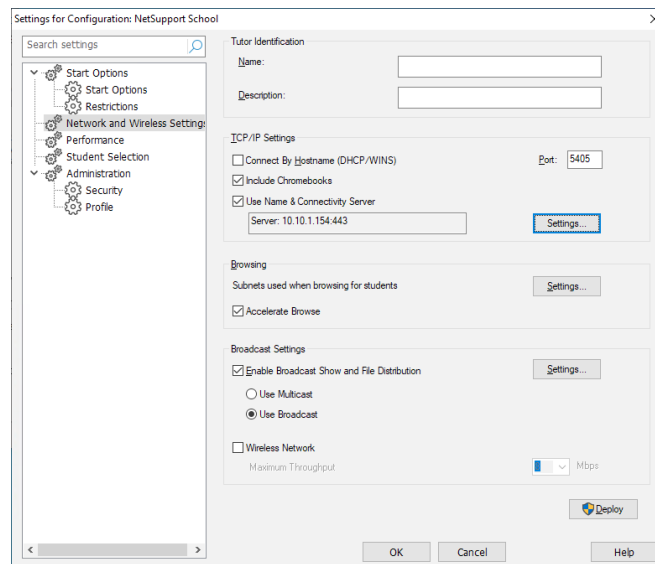 Settings for Configuration: NetSupport School
Search settings
Start Options
Start Options
Restrictions
Network and Wireless Settings
Performance
Student Selection
Administration
Security
Profile
Tutor Identification
Name:
Description:
TCP/IP Settings
Connect By Hostname (DHCP/WINS)
Port: 5405
Include Chromebooks
Use Name & Connectivity Server
Server: 10.10.1.154:443
Settings...
Browsing
Subnets used when browsing for students
Settings...
Accelerate Browse
Broadcast Settings
Enable Broadcast Show and File Distribution
Settings...
Use Multicast
Use Broadcast
Wireless Network
Maximum Throughput
Mbps
Deploy
OK Cancel Help